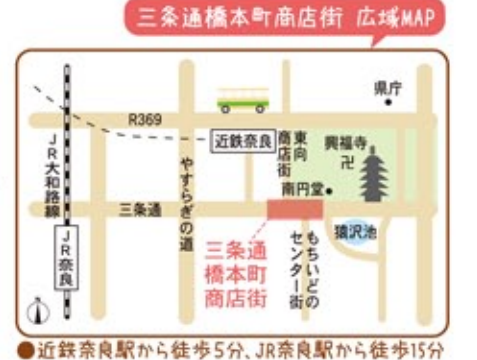 三条通橋本町商店街 広域MAP
県庁
R369
近鉄奈良
東向
商店街
興福寺
卍
JR大和路線
やすらぎの道
南円堂
三条通
JR奈良
三条通
橋本町
商店街
もちいどの
センター街
猿沢池
●近鉄奈良駅から徒歩5分、JR奈良駅から徒歩15分